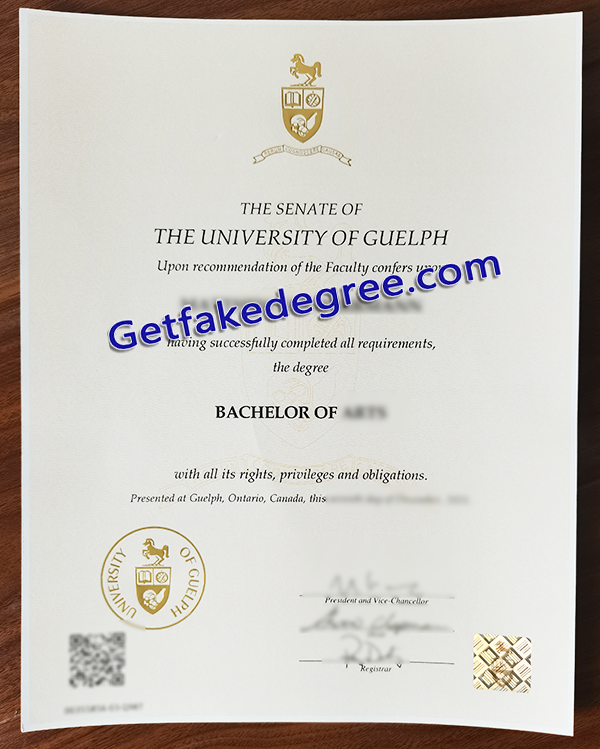 THE SENATE OF
THE UNIVERSITY OF GUELPH
Upon recommendation of the Faculty confers upon
Getfakedegree.com
having successfully completed all requirements,
the degree
BACHELOR OF ARTS
with all its rights, privileges and obligations.
Presented at Guelph, Ontario, Canada, this
UNIVERSITY OF GUELPH
President and Vice-Chancellor
Registrar